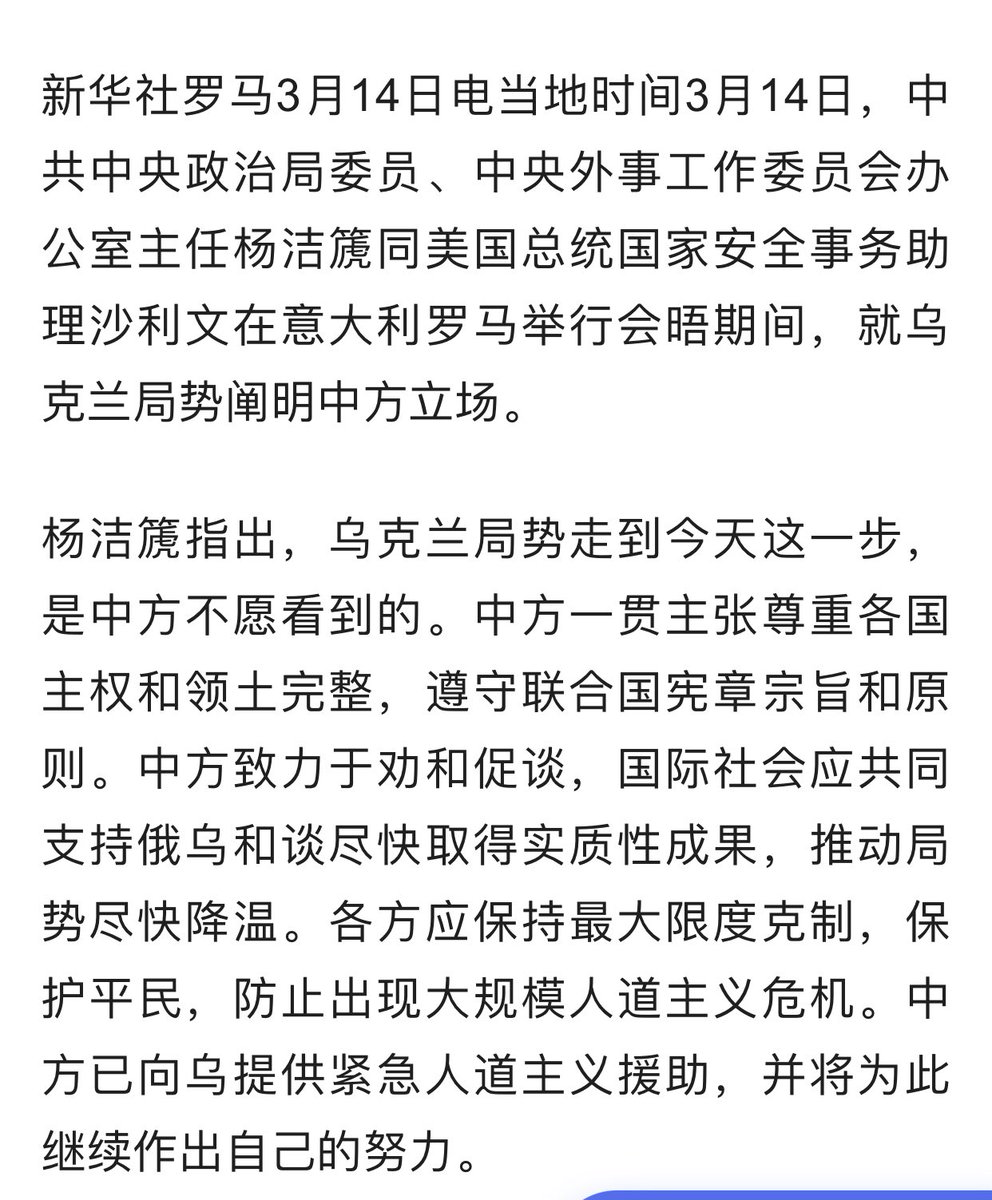 新华社罗马3月14日电当地时间3月14日，中
共中央政治局委员、中央外事工作委员会办
公室主任杨洁篪同美国总统国家安全事务助
理沙利文在意大利罗马举行会晤期间，就乌
克兰局势阐明中方立场。
杨洁篪指出，乌克兰局势走到今天这一步，
是中方不愿看到的。中方一贯主张尊重各国
主权和领土完整，遵守联合国宪章宗旨和原
则。中方致力于劝和促谈，国际社会应共同
支持俄乌和谈尽快取得实质性成果，推动局
势尽快降温。各方应保持最大限度克制，保
护平民，防止出现大规模人道主义危机。中
方已向乌提供紧急人道主义援助，并将为此
继续作出自己的努力。